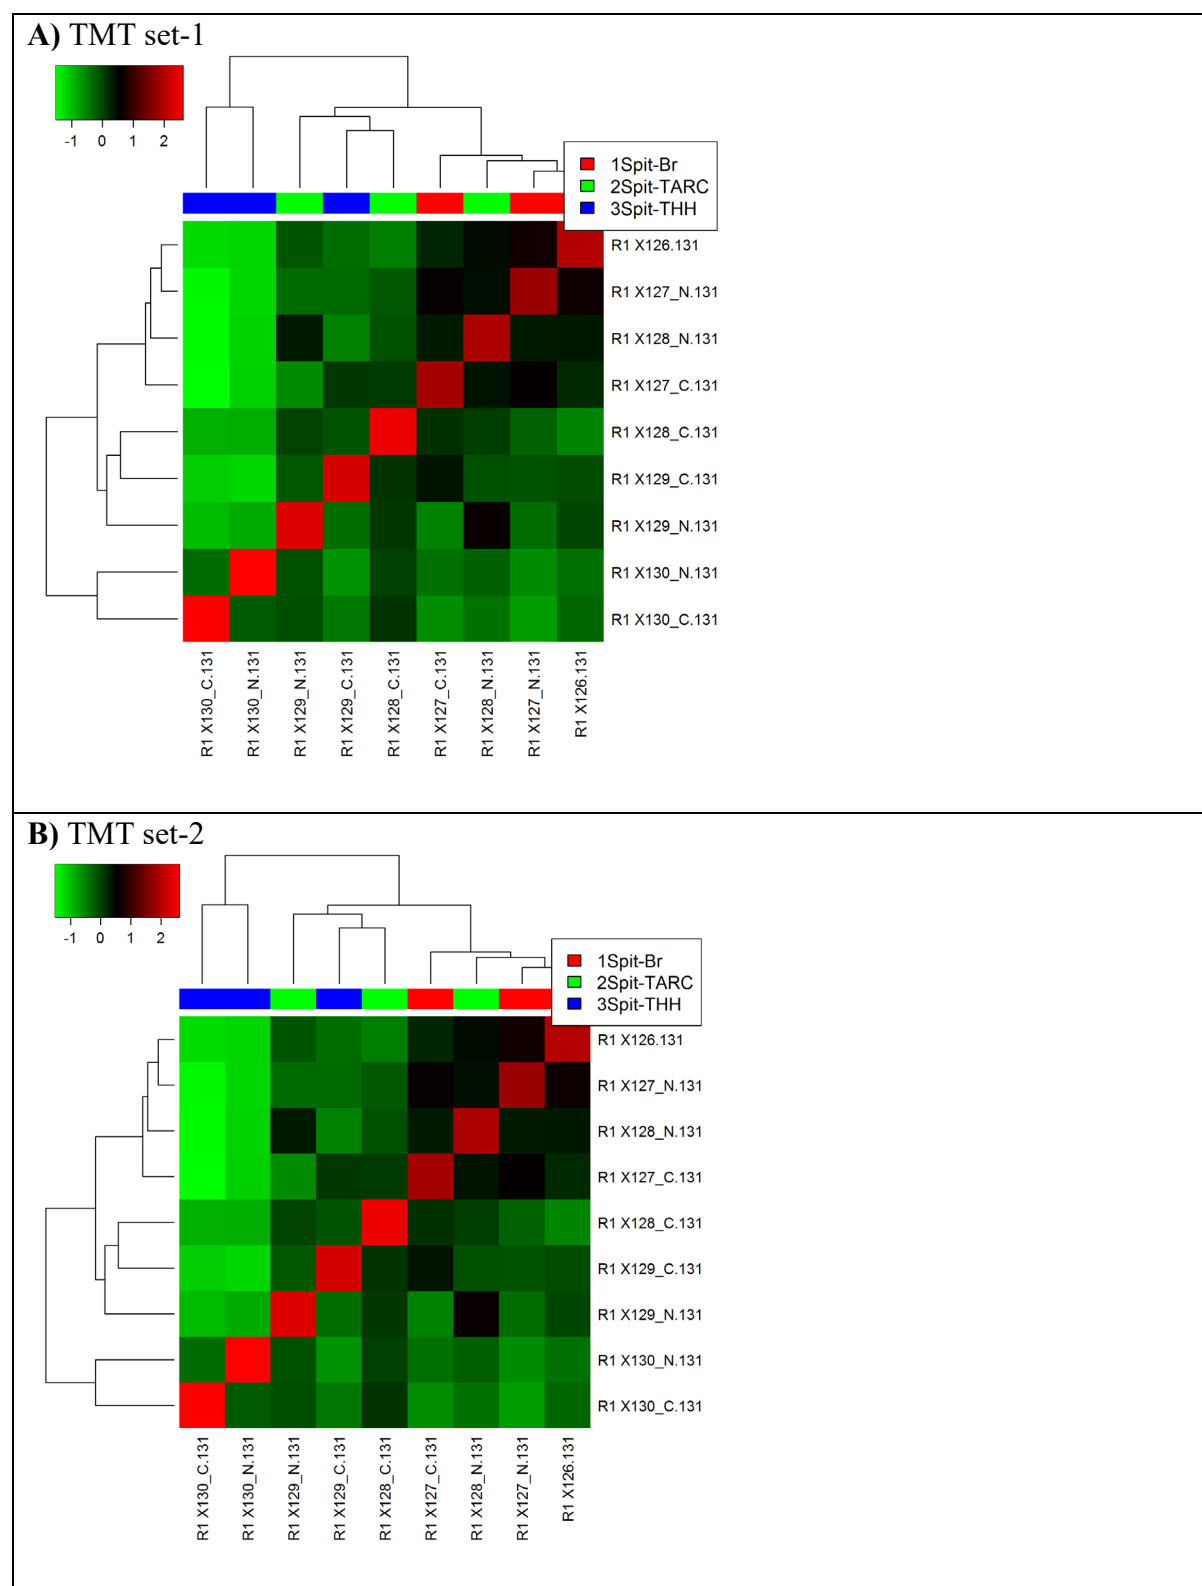 A) TMT set-1
-1 0 1 2
1Spit-Br
2Spit-TARC
3Spit-THH
R1 X126.131
R1 X127_N.131
R1 X128_N.131
R1 X127_C.131
R1 X128_C.131
R1 X129_C.131
R1 X129_N.131
R1 X130_N.131
R1 X130_C.131
R1 X130_C.131
R1 X130_N.131
R1 X129_N.131
R1 X129_C.131
R1 X128_C.131
R1 X127_C.131
R1 X128_N.131
R1 X127_N.131
R1 X126.131
B) TMT set-2
-1 0 1 2
1Spit-Br
2Spit-TARC
3Spit-THH
R1 X126.131
R1 X127_N.131
R1 X128_N.131
R1 X127_C.131
R1 X128_C.131
R1 X129_C.131
R1 X129_N.131
R1 X130_N.131
R1 X130_C.131
R1 X130_C.131
R1 X130_N.131
R1 X129_N.131
R1 X129_C.131
R1 X128_C.131
R1 X127_C.131
R1 X128_N.131
R1 X127_N.131
R1 X126.131